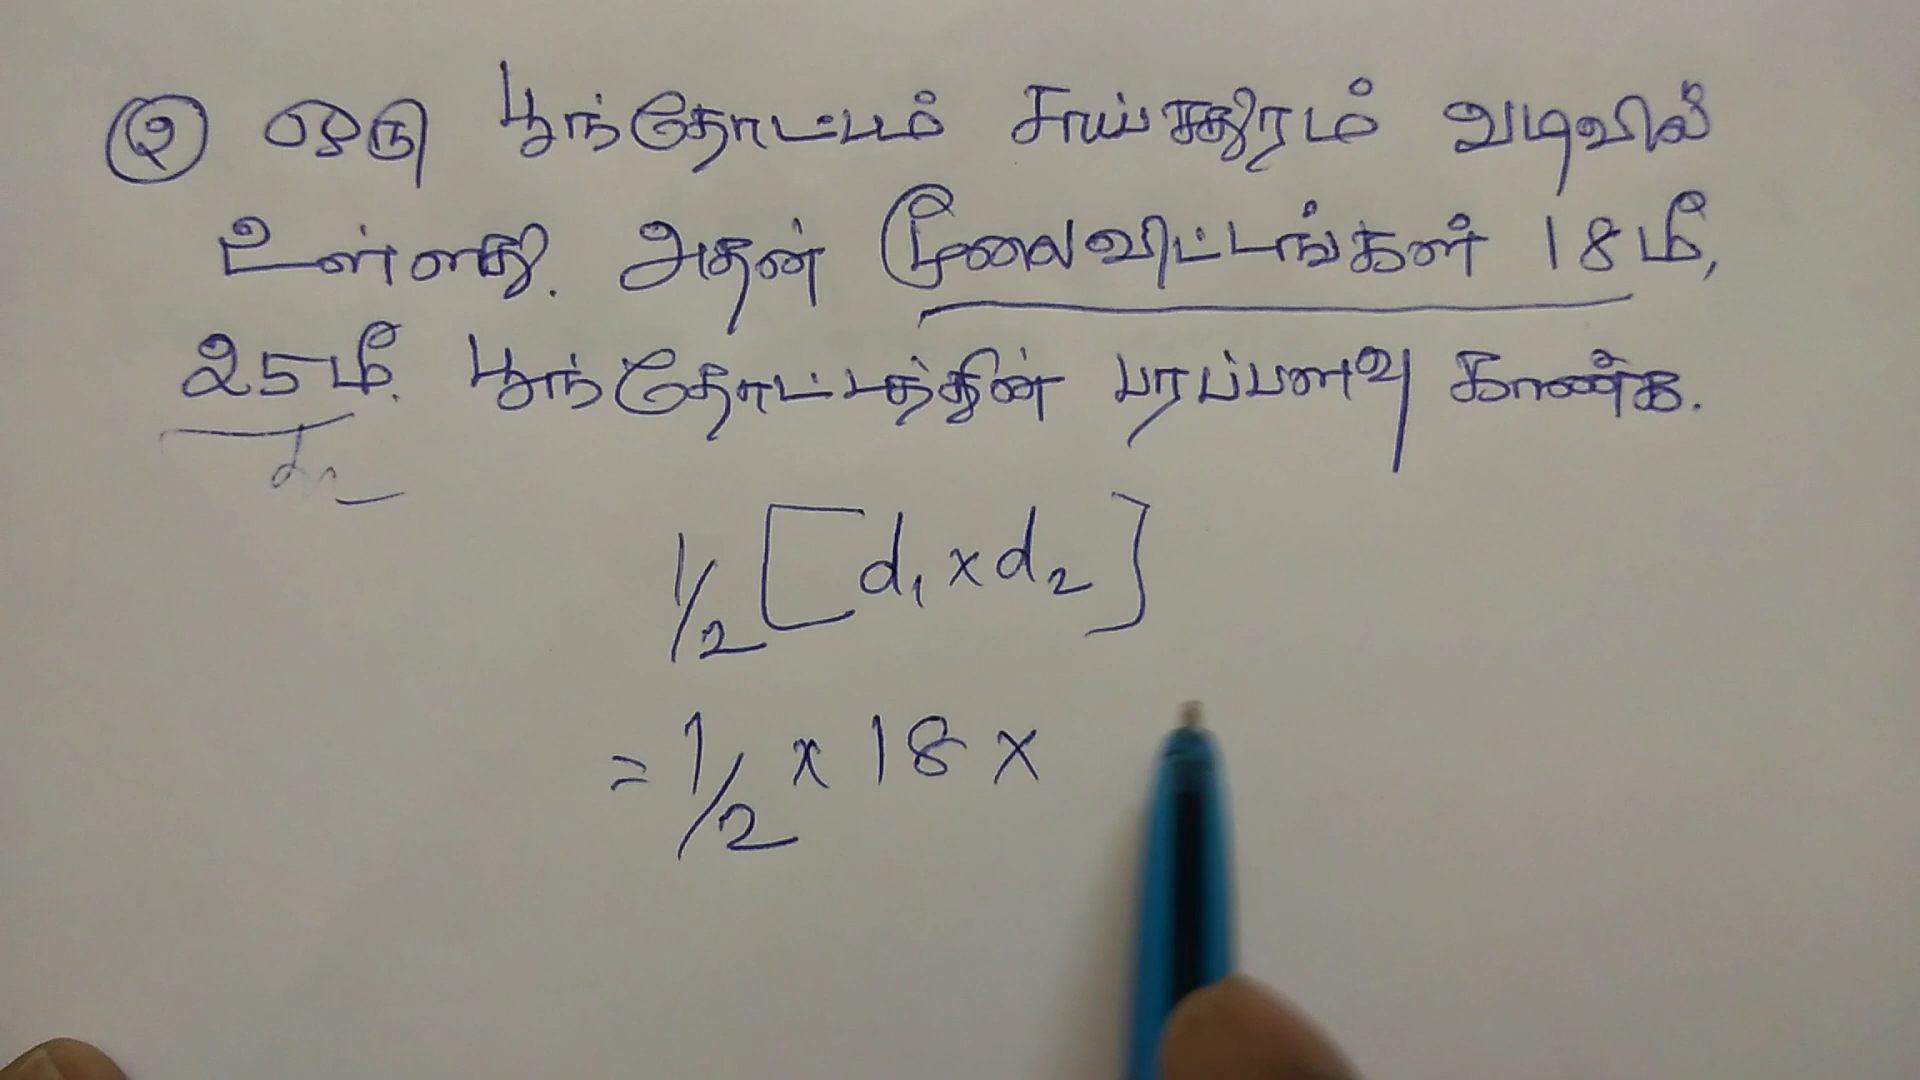 ② ஒரு பூந்தோட்டம் சாய்சதுரம் வடிவில்
உள்ளது. அதன் மூலைவிட்டங்கள் 18மீ,
25மீ. பூந்தோட்டத்தின் பரப்பளவு காண்க.
d₂
1/2 [d₁ x d₂]
= 1/2 x 18 x